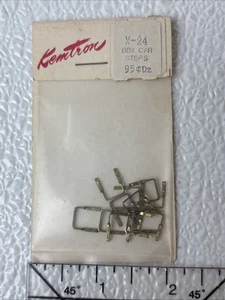 Kemtron
X-24
BOX CAR
STEPS
95¢Dz
45°
1
2
45°